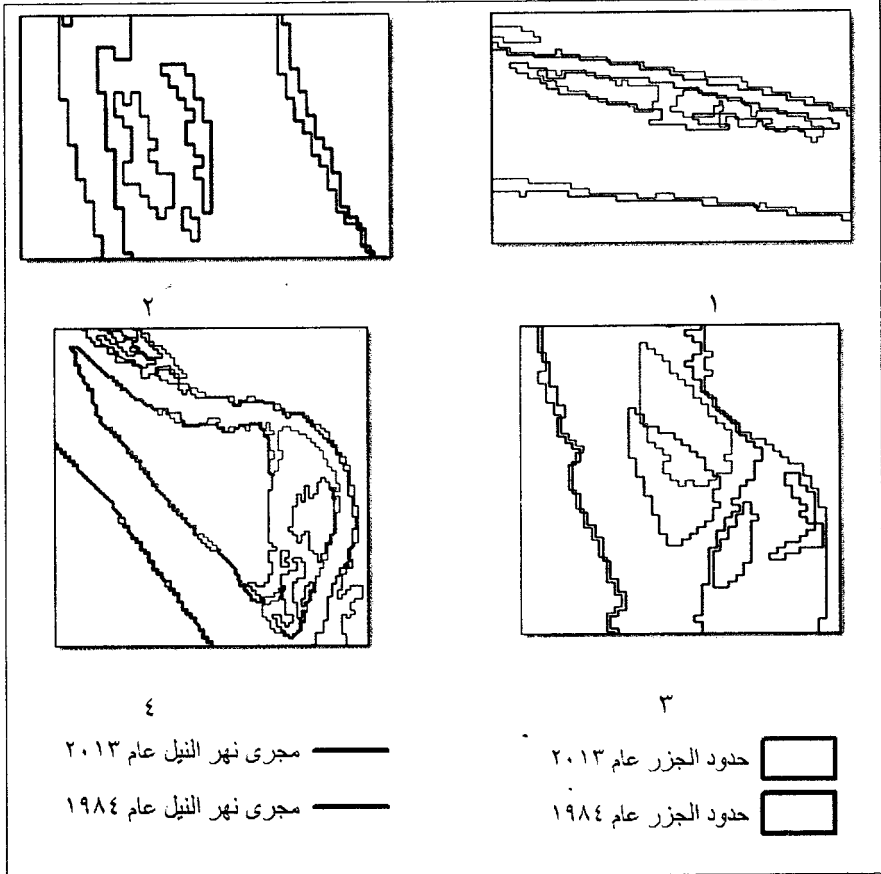 ١
٢
٣
٤
حدود الجزر عام ٢٠١٣
حدود الجزر عام ١٩٨٤
مجرى نهر النيل عام ٢٠١٣
مجرى نهر النيل عام ١٩٨٤